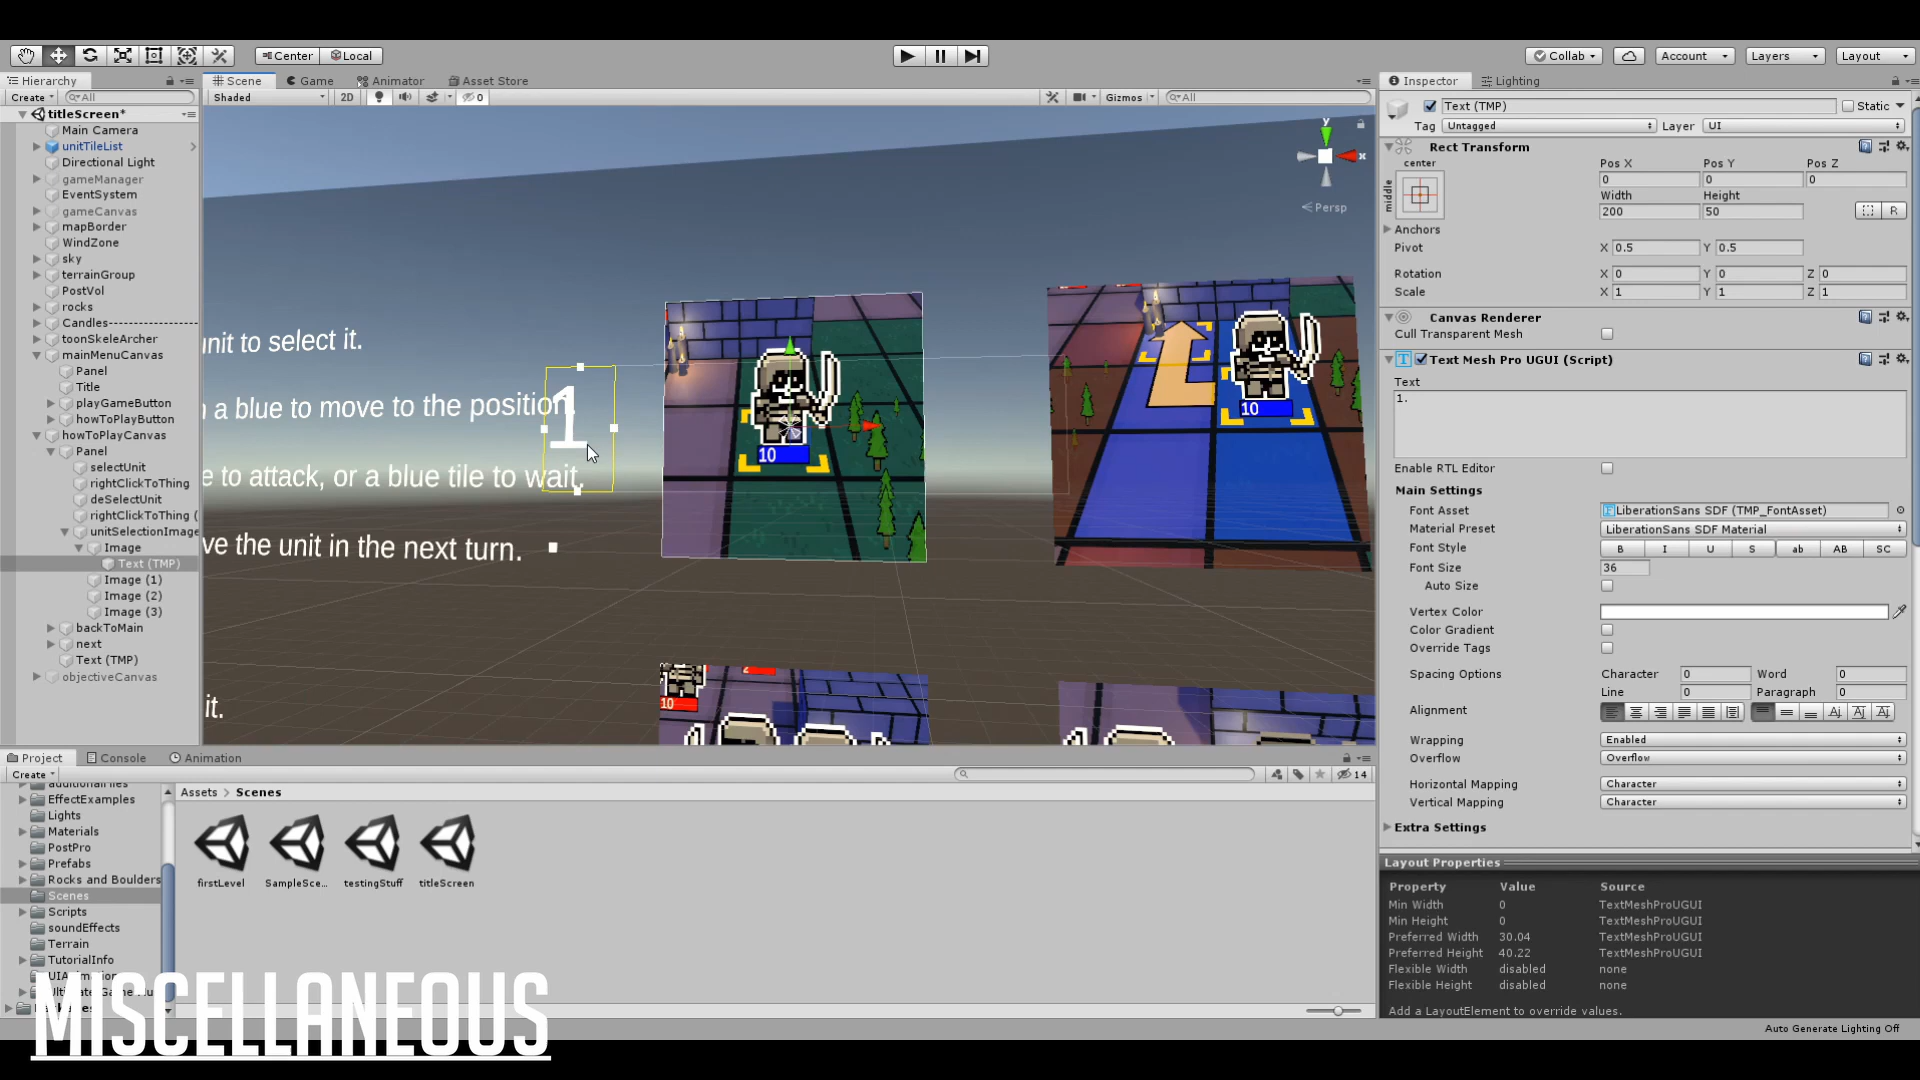 Center
Local
Collab
Account
Layers
Layout
Hierarchy
Scene
Game
Animator
Asset Store
Inspector
Lighting
Create
All
Shaded
2D
0
Gizmos
All
Text (TMP)
Static
Tag
Untagged
Layer
UI
titleScreen*
Main Camera
unitTileList
Directional Light
gameManager
EventSystem
gameCanvas
mapBorder
WindZone
sky
terrainGroup
PostVol
rocks
Candles-----------------
toonSkeleArcher
mainMenuCanvas
Panel
Title
playGameButton
howToPlayButton
howToPlayCanvas
Panel
selectUnit
rightClickToThing
deSelectUnit
rightClickToThing (
unitSelectionImage
Image
Text (TMP)
Image (1)
Image (2)
Image (3)
backToMain
next
Text (TMP)
objectiveCanvas
y
x
Persp
unit to select it.
a blue to move to the position.
1
e to attack, or a blue tile to wait.
ve the unit in the next turn.
it.
10
10
10
Rect Transform
center
middle
Pos X
Pos Y
Pos Z
0
0
0
Width
Height
200
50
R
Anchors
Pivot
X 0.5
Y 0.5
Rotation
X 0
Y 0
Z 0
Scale
X 1
Y 1
Z 1
Canvas Renderer
Cull Transparent Mesh
Text Mesh Pro UGUI (Script)
Text
1.
Enable RTL Editor
Main Settings
Font Asset
LiberationSans SDF (TMP_FontAsset)
Material Preset
LiberationSans SDF Material
Font Style
B
I
U
S
ab
AB
SC
Font Size
36
Auto Size
Vertex Color
Color Gradient
Override Tags
Spacing Options
Character 0
Word 0
Line 0
Paragraph 0
Alignment
Wrapping
Enabled
Overflow
Overflow
Horizontal Mapping
Character
Vertical Mapping
Character
Extra Settings
Layout Properties
Property
Value
Source
Min Width
0
TextMeshProUGUI
Min Height
0
TextMeshProUGUI
Preferred Width
30.04
TextMeshProUGUI
Preferred Height
40.22
TextMeshProUGUI
Flexible Width
disabled
none
Flexible Height
disabled
none
Add a LayoutElement to override values.
Auto Generate Lighting Off
Project
Console
Animation
Create
14
Assets
Scenes
additionalFiles
EffectExamples
Lights
Materials
PostPro
Prefabs
Rocks and Boulders
Scenes
Scripts
soundEffects
Terrain
TutorialInfo
firstLevel
SampleSce...
testingStuff
titleScreen
MISCELLANEOUS